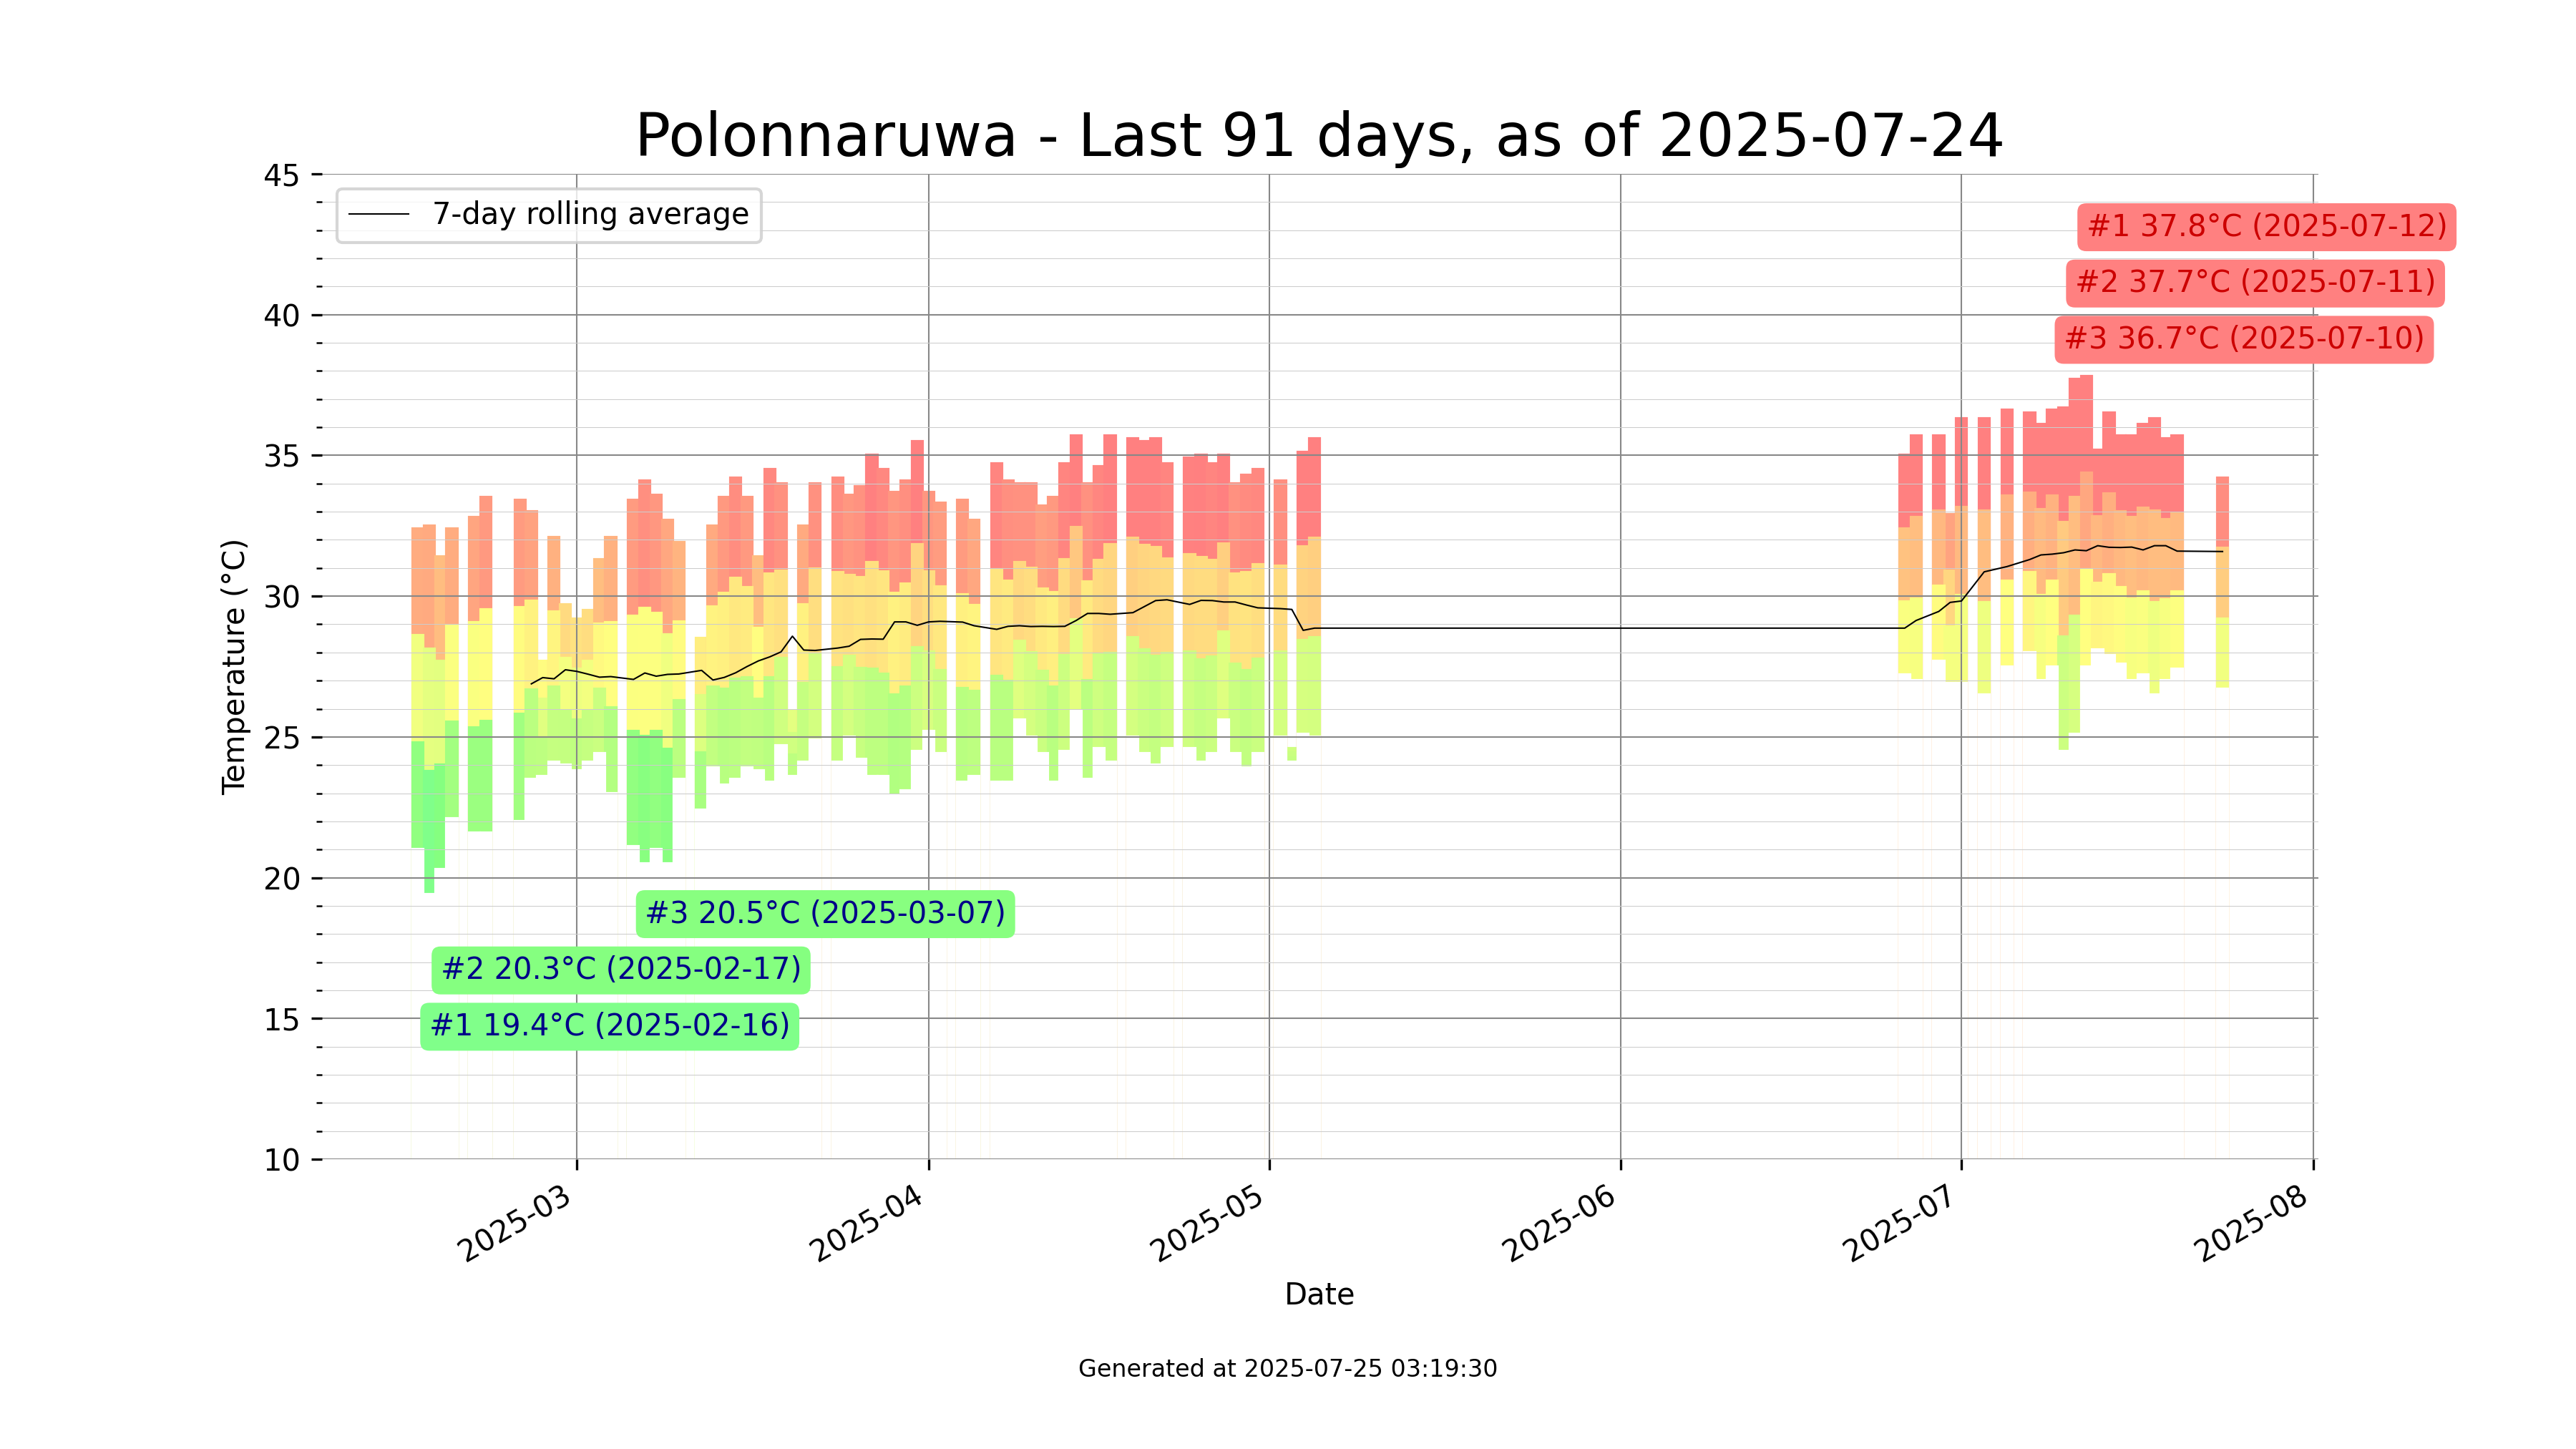 Polonnaruwa - Last 91 days, as of 2025-07-24
7-day rolling average
#1 37.8°C (2025-07-12)
#2 37.7°C (2025-07-11)
#3 36.7°C (2025-07-10)
#3 20.5°C (2025-03-07)
#2 20.3°C (2025-02-17)
#1 19.4°C (2025-02-16)
Temperature (°C)
45
40
35
30
25
20
15
10
2025-03
2025-04
2025-05
2025-06
2025-07
2025-08
Date
Generated at 2025-07-25 03:19:30